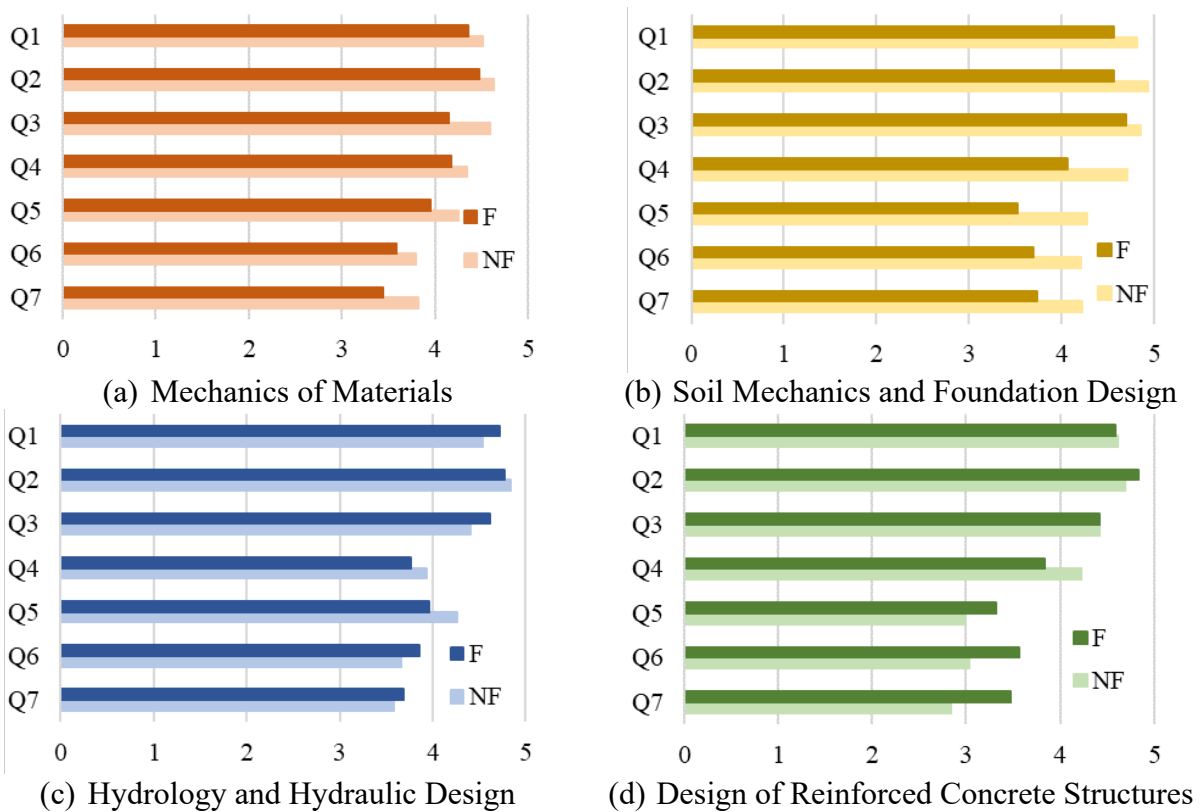 Q1
Q2
Q3
Q4
Q5
Q6
Q7
F
NF
0 1 2 3 4 5
(a) Mechanics of Materials
Q1
Q2
Q3
Q4
Q5
Q6
Q7
F
NF
0 1 2 3 4 5
(b) Soil Mechanics and Foundation Design
Q1
Q2
Q3
Q4
Q5
Q6
Q7
F
NF
0 1 2 3 4 5
(c) Hydrology and Hydraulic Design
Q1
Q2
Q3
Q4
Q5
Q6
Q7
F
NF
0 1 2 3 4 5
(d) Design of Reinforced Concrete Structures